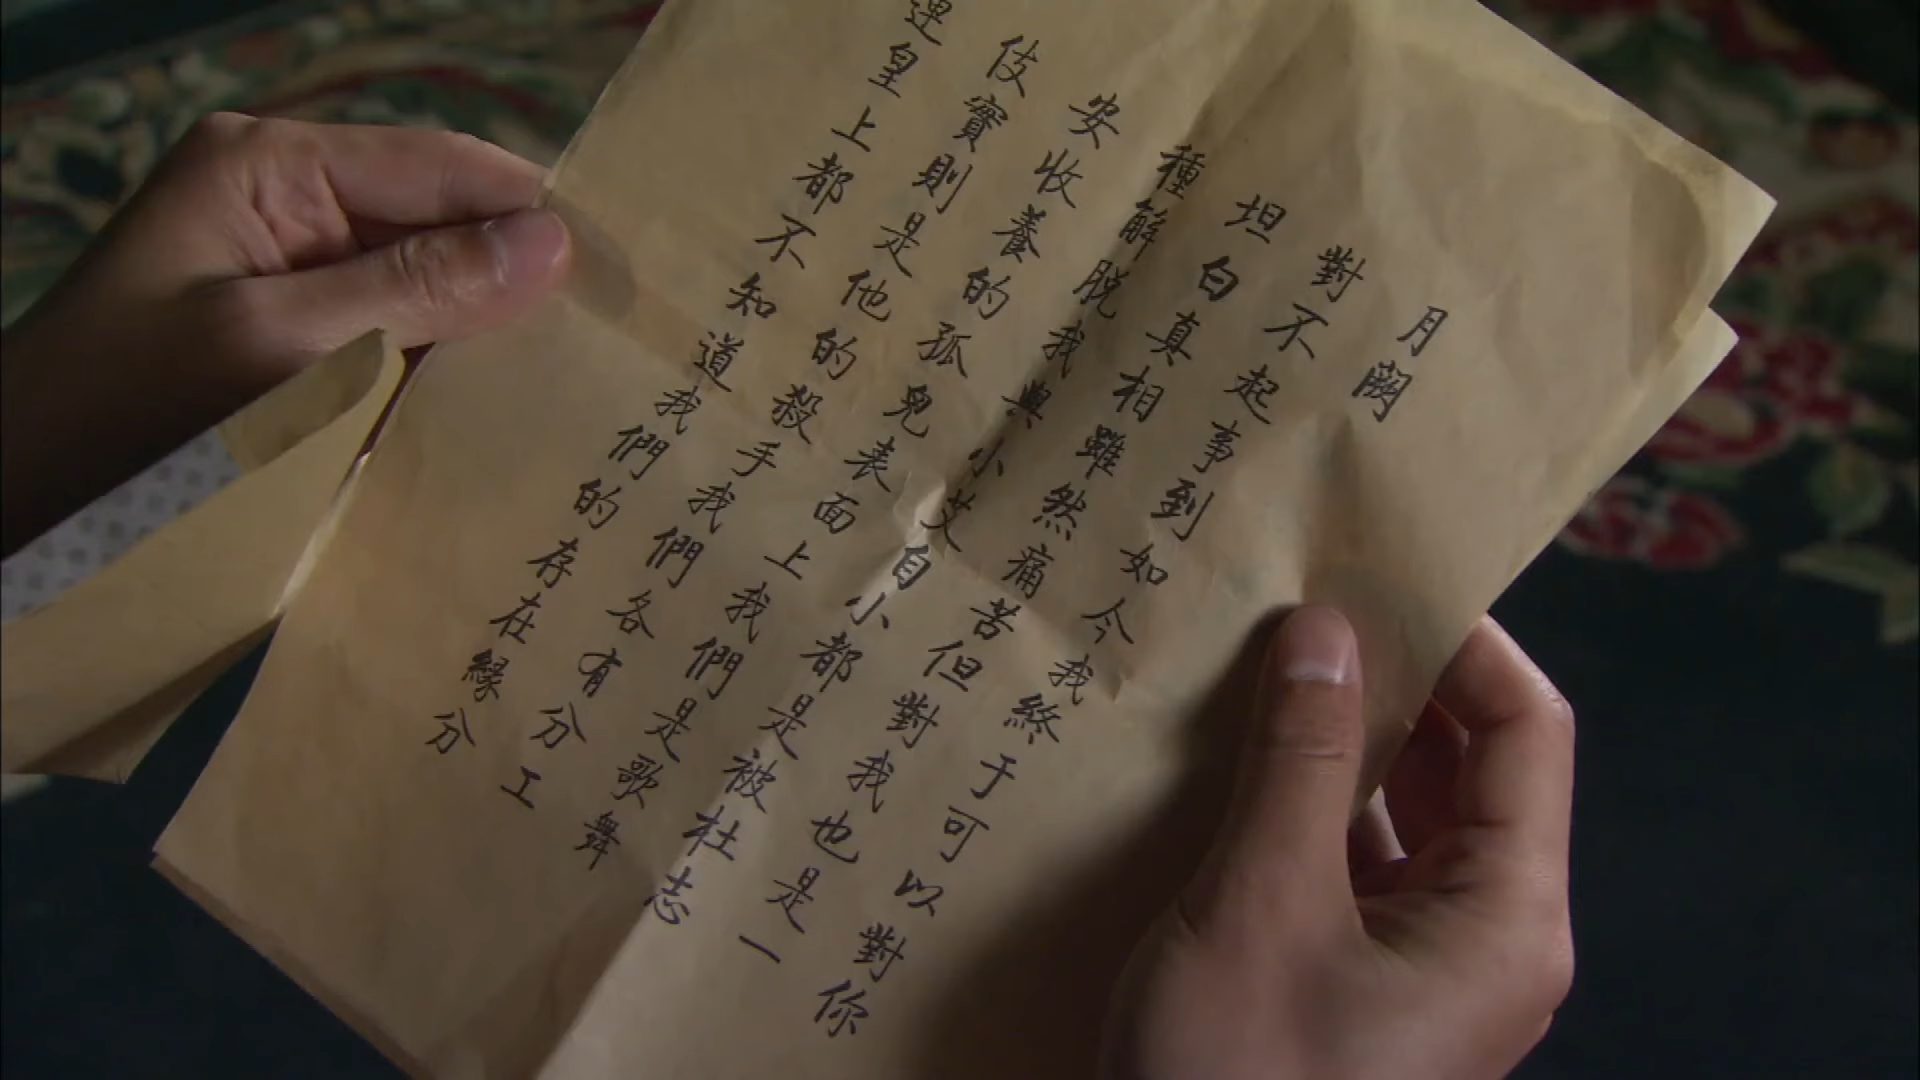 月闕
對不起事到如今我終于可以對你
坦白真相雖然痛苦但對我也是一
種解脫我與小艾自小都是被杜志
安收養的孤兒表面上我們是歌舞
伎實則是他的殺手我們各有分工
連皇上都不知道我們的存在緣分